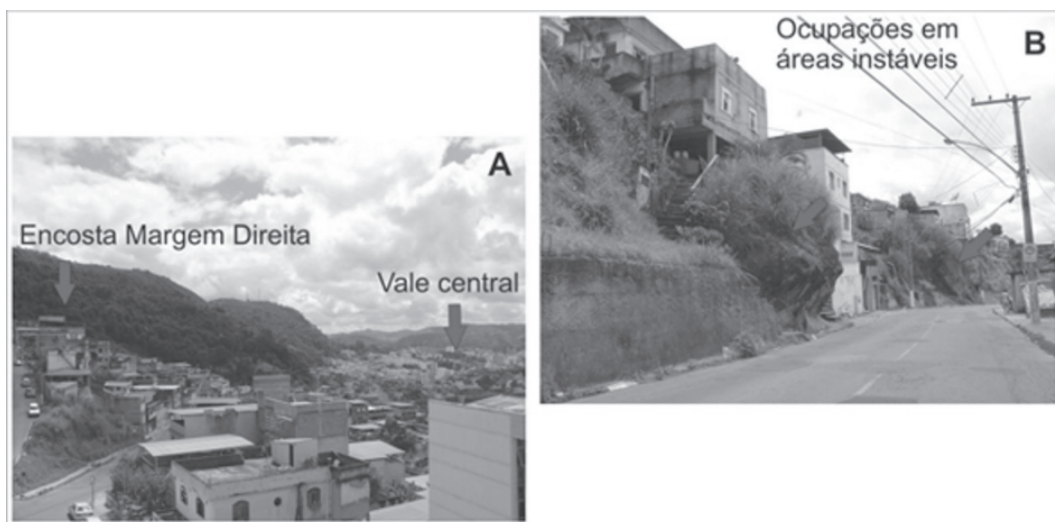 A
Encosta Margem Direita
Vale central
Ocupações em
áreas instáveis
B